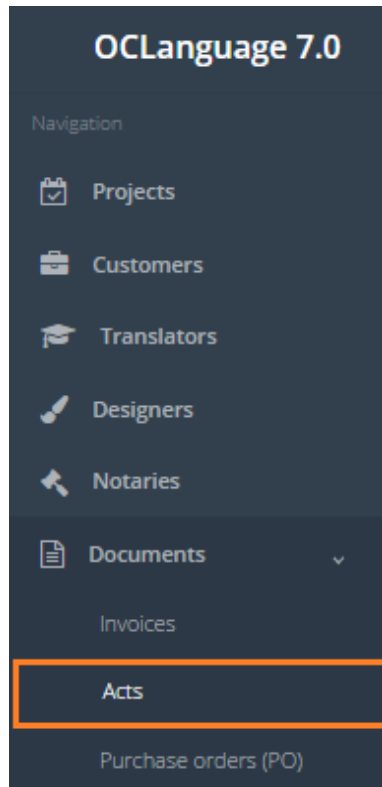 OCLanguage 7.0
Navigation
Projects
Customers
Translators
Designers
Notaries
Documents
Invoices
Acts
Purchase orders (PO)